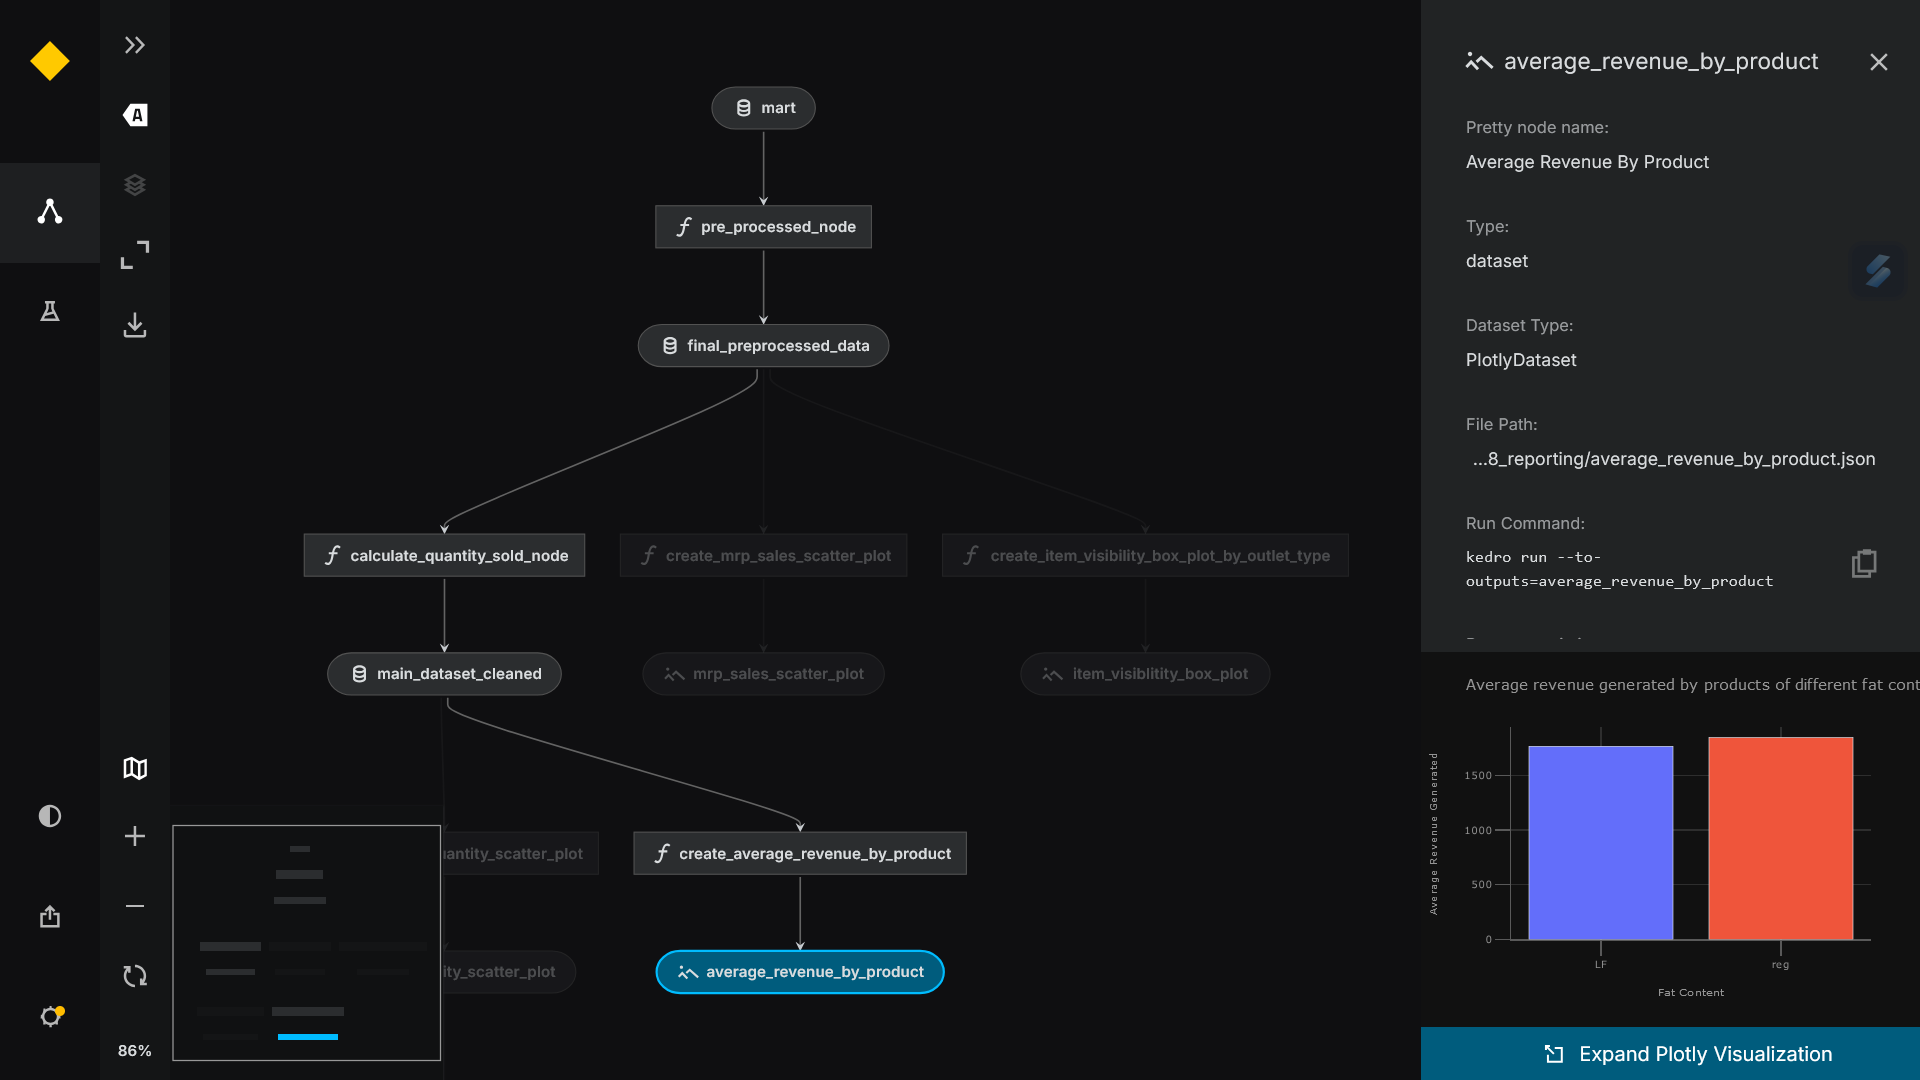 mart
pre_processed_node
final_preprocessed_data
calculate_quantity_sold_node
create_mrp_sales_scatter_plot
create_item_visibility_box_plot_by_outlet_type
main_dataset_cleaned
mrp_sales_scatter_plot
item_visiblitity_box_plot
uantity_scatter_plot
create_average_revenue_by_product
ity_scatter_plot
average_revenue_by_product
86%
average_revenue_by_product
Pretty node name:
Average Revenue By Product
Type:
dataset
Dataset Type:
PlotlyDataset
File Path:
...8_reporting/average_revenue_by_product.json
Run Command:
kedro run --to-
outputs=average_revenue_by_product
Average revenue generated by products of different fat cont
Average Revenue Generated
1500
1000
500
0
LF
reg
Fat Content
Expand Plotly Visualization